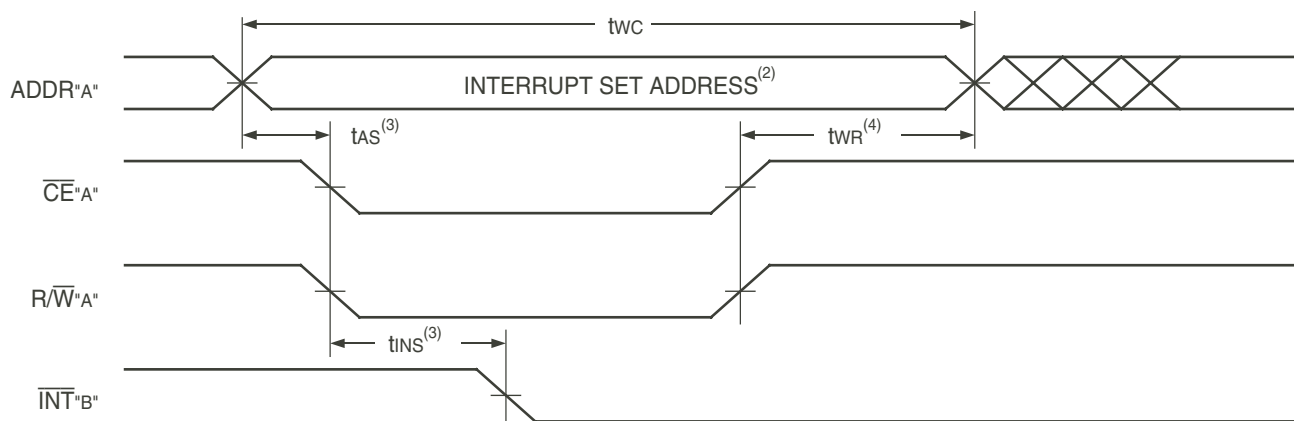 tWC
ADDR"A" INTERRUPT SET ADDRESS(2)
tAS(3) tWR(4)
CE"A"
R/W"A"
tINS(3)
INT"B"